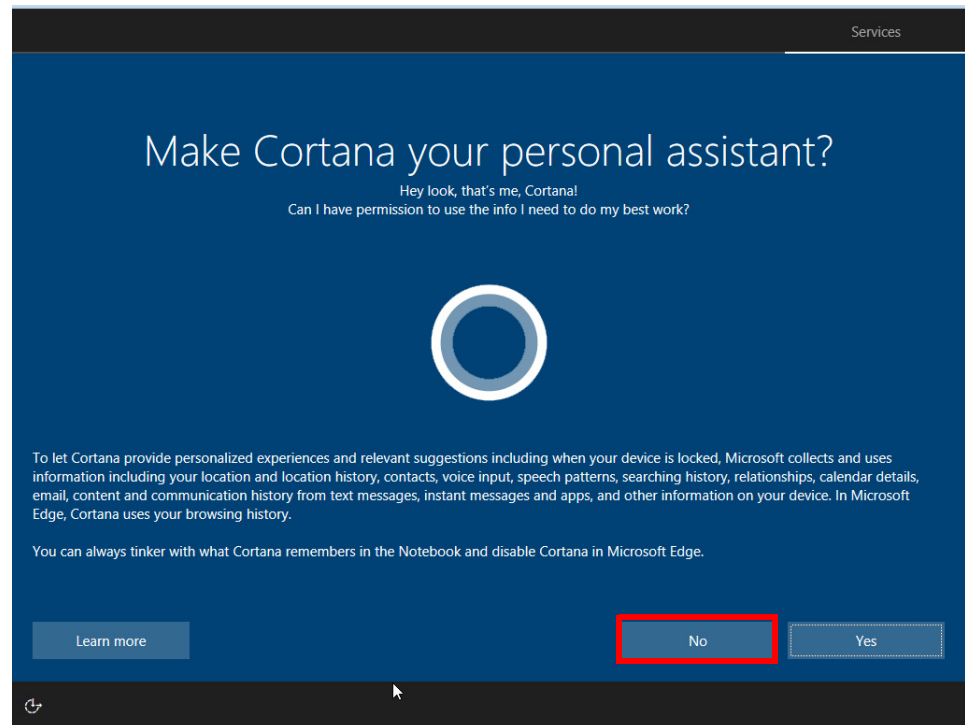 Services
Make Cortana your personal assistant?
Hey look, that's me, Cortana!
Can I have permission to use the info I need to do my best work?
To let Cortana provide personalized experiences and relevant suggestions including when your device is locked, Microsoft collects and uses
information including your location and location history, contacts, voice input, speech patterns, searching history, relationships, calendar details,
email, content and communication history from text messages, instant messages and apps, and other information on your device. In Microsoft
Edge, Cortana uses your browsing history.
You can always tinker with what Cortana remembers in the Notebook and disable Cortana in Microsoft Edge.
Learn more
No
Yes